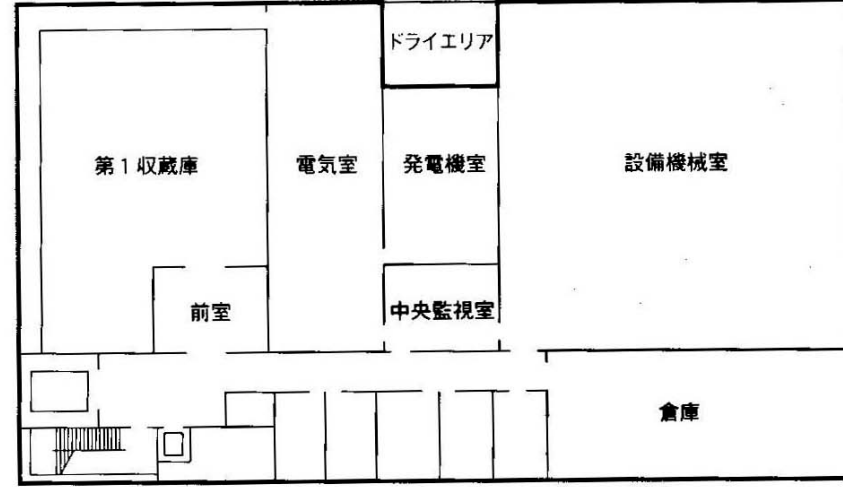 ドライエリア
第1収蔵庫
電気室
発電機室
設備機械室
前室
中央監視室
倉庫